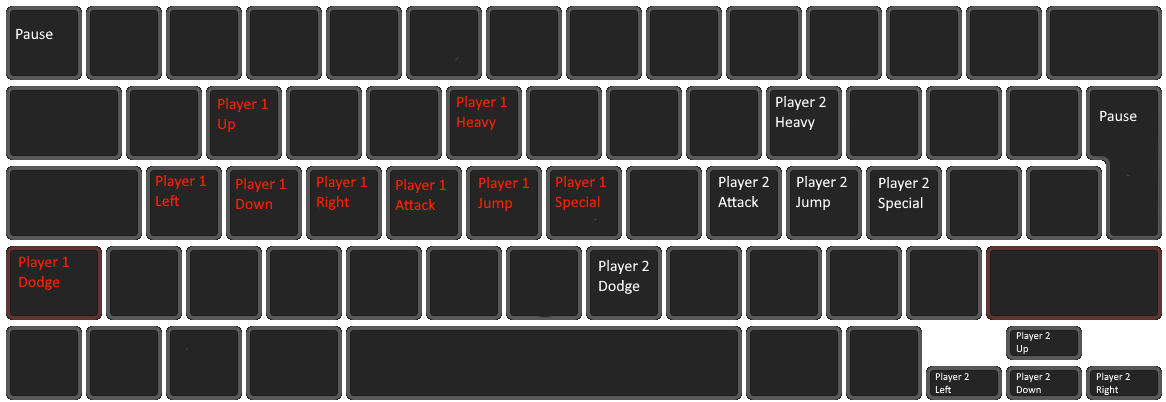 Pause
Player 1
Up
Player 1
Heavy
Player 2
Heavy
Pause
Player 1
Left
Player 1
Down
Player 1
Right
Player 1
Attack
Player 1
Jump
Player 1
Special
Player 2
Attack
Player 2
Jump
Player 2
Special
Player 1
Dodge
Player 2
Dodge
Player 2
Up
Player 2
Left
Player 2
Down
Player 2
Right